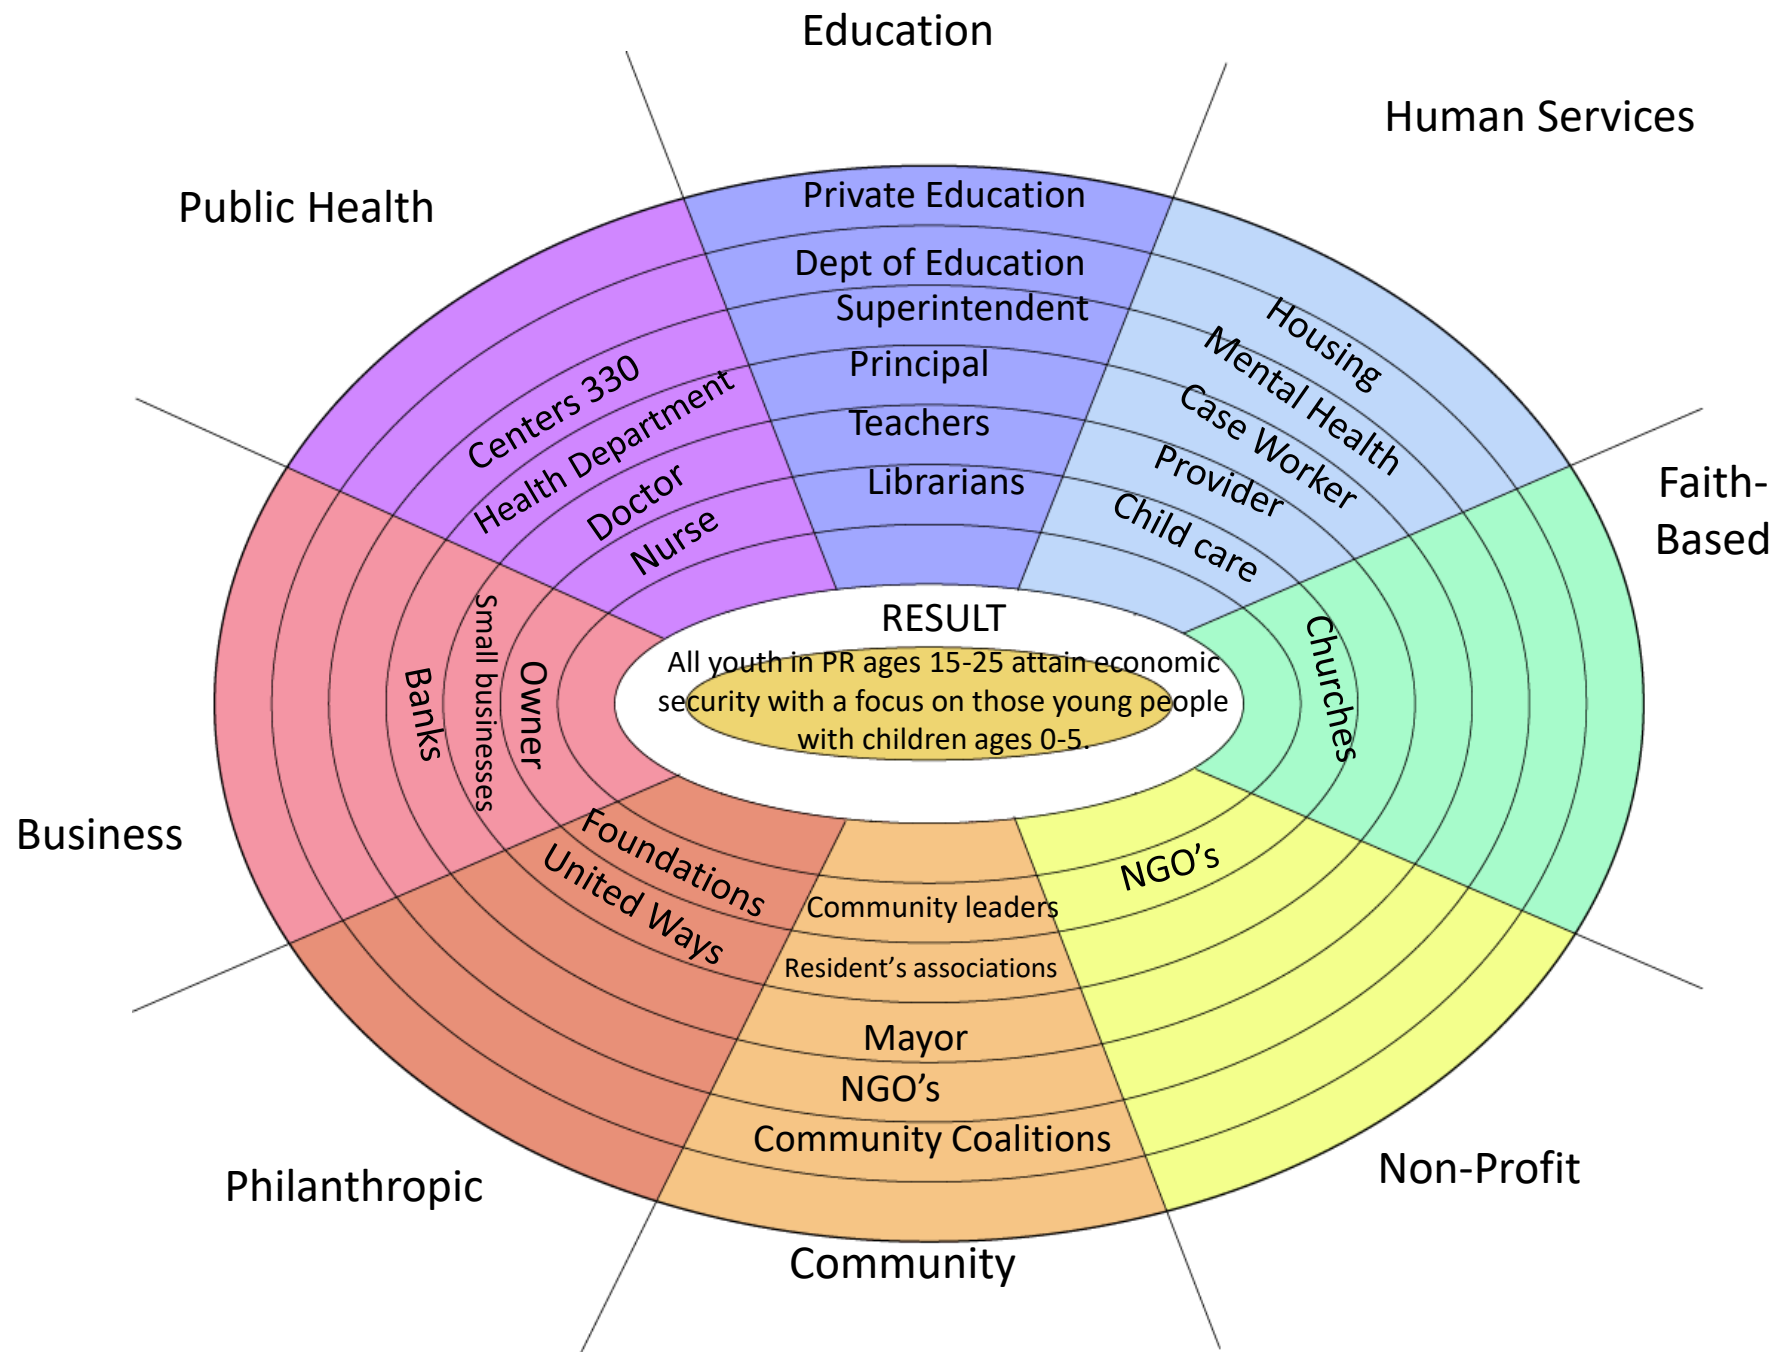 Education
Human Services
Public Health
Private Education
Dept of Education
Superintendent
Principal
Teachers
Librarians
Housing
Mental Health
Case Worker
Provider
Child care
Centers 330
Health Department
Doctor
Nurse
Faith-
Based
Churches
RESULT
All youth in PR ages 15-25 attain economic
security with a focus on those young people
with children ages 0-5.
Banks
Small businesses
Owner
Business
Foundations
United Ways
Philanthropic
Community leaders
Resident’s associations
Mayor
NGO’s
Community Coalitions
Community
NGO’s
Non-Profit